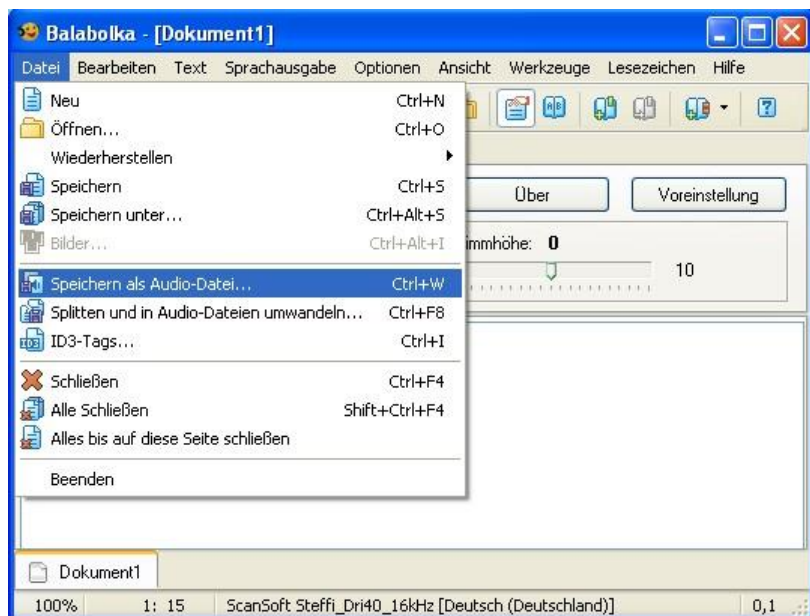 Balabolka - [Dokument1]
Datei Bearbeiten Text Sprachausgabe Optionen Ansicht Werkzeuge Lesezeichen Hilfe
Neu Ctrl+N
Öffnen... Ctrl+O
Wiederherstellen
Speichern Ctrl+S
Speichern unter... Ctrl+Alt+S
Bilder... Ctrl+Alt+I
Speichern als Audio-Datei... Ctrl+W
Splitten und in Audio-Dateien umwandeln... Ctrl+F8
ID3-Tags... Ctrl+I
Schließen Ctrl+F4
Alle Schließen Shift+Ctrl+F4
Alles bis auf diese Seite schließen
Beenden
Über Voreinstellung
immhöhe: 0
10
Dokument1
100% 1: 15 ScanSoft Steffi_Dri40_16kHz [Deutsch (Deutschland)] 0,1